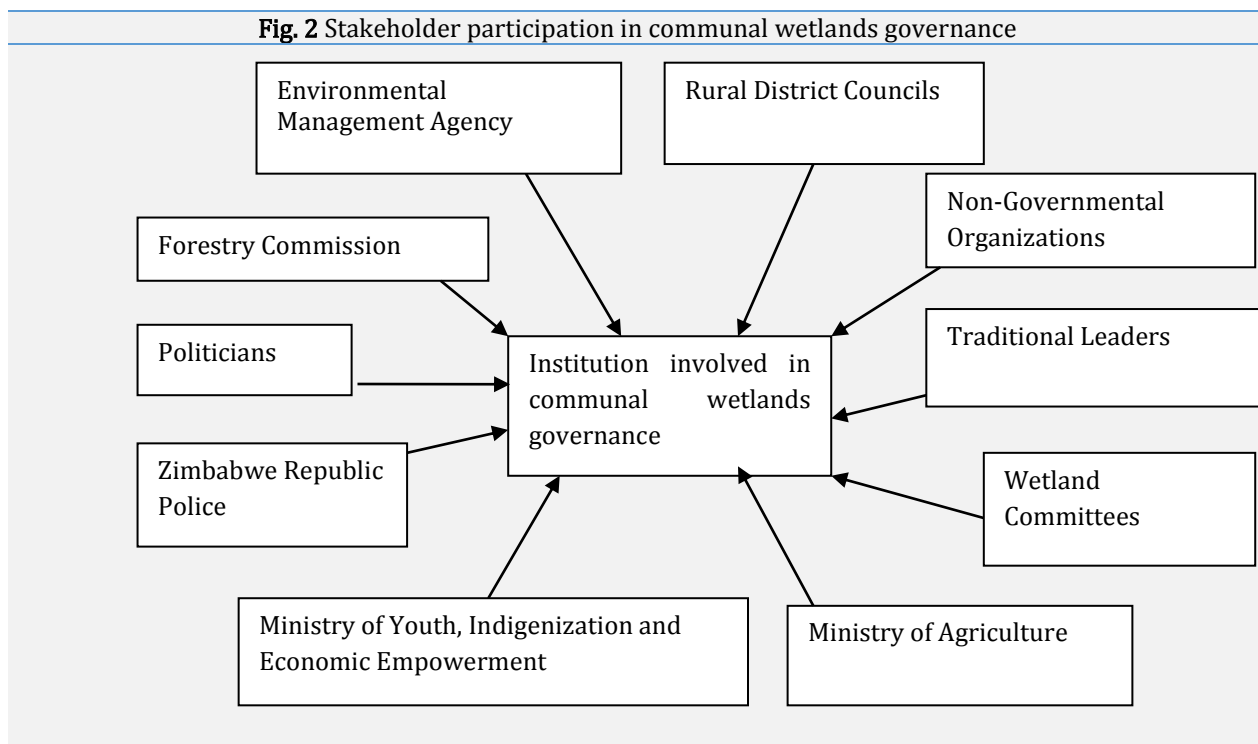 Fig. 2 Stakeholder participation in communal wetlands governance
Environmental
Management Agency
Rural District Councils
Non-Governmental
Organizations
Forestry Commission
Traditional Leaders
Politicians
Institution involved in
communal wetlands
governance
Zimbabwe Republic
Police
Wetland
Committees
Ministry of Youth, Indigenization and
Economic Empowerment
Ministry of Agriculture